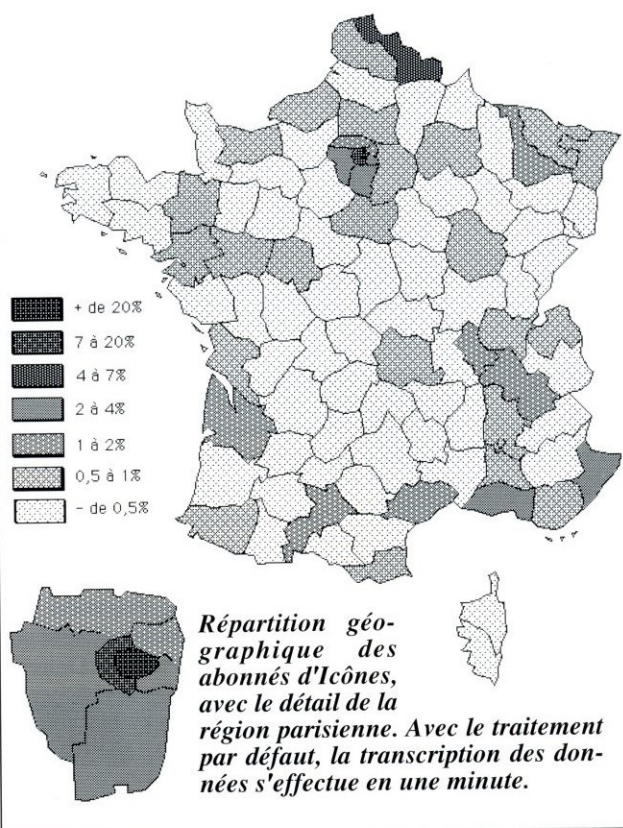 + de 20%
7 à 20%
4 à 7%
2 à 4%
1 à 2%
0,5 à 1%
- de 0,5%
Répartition géo-
graphique des
abonnés d'Icônes,
avec le détail de la
région parisienne. Avec le traitement
par défaut, la transcription des don-
nées s'effectue en une minute.